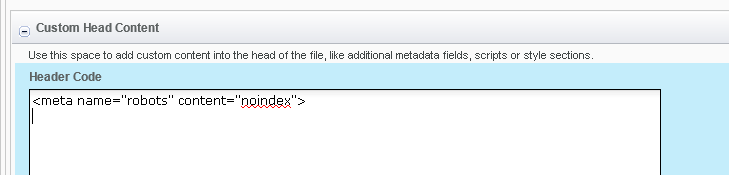 Custom Head Content
Use this space to add custom content into the head of the file, like additional metadata fields, scripts or style sections.
Header Code
<meta name="robots" content="noindex">